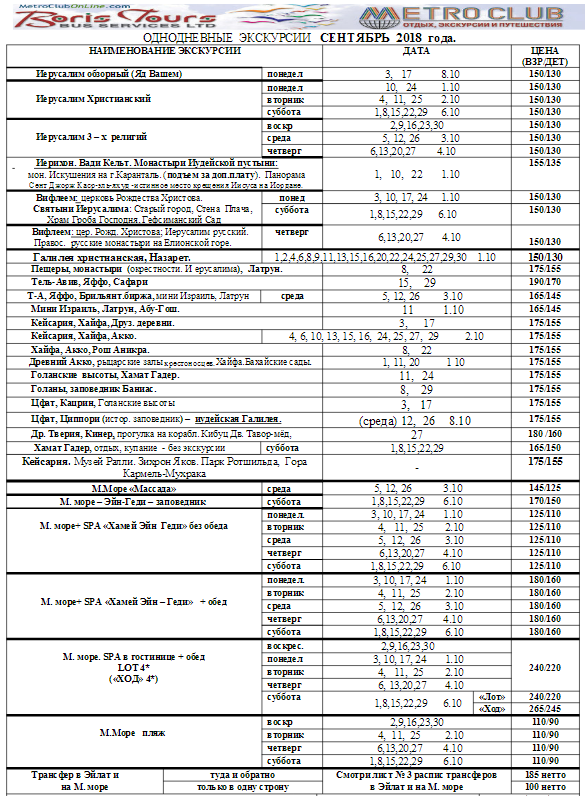 MetroClubOnLine.com
Boris Tours
BUS SERVICES LTD
METRO CLUB
ОТДЫХ, ЭКСКУРСИИ И ПУТЕШЕСТВИЯ
ОДНОДНЕВНЫЕ ЭКСКУРСИИ СЕНТЯБРЬ 2018 года.
НАИМЕНОВАНИЕ ЭКСКУРСИИ ДАТА ЦЕНА (ВЗР/ДЕТ)
Иерусалим обзорный (Яд Вашем) понедел 3, 17 8.10 150/130
Иерусалим Христианский понедел 10, 24 1.10 150/130
вторник 4, 11, 25 2.10 150/130
суббота 1,8,15,22,29 6.10 150/130
Иерусалим 3 – х религий воскр 2,9,16,23,30 150/130
среда 5, 12, 26 3.10 150/130
четверг 6,13,20,27 4.10 150/130
- Иерихон. Вади Кельт. Монастыри Иудейской пустыни:
мон. Искушения на г.Каранталь. (подъем за доп.плату). Панорама
Сент Джорж Каср-эль-яхуд -истинное место крещения Иисуса на Иордане.
1, 10, 22 1.10 155/135
Вифлеем: церковь Рождества Христова. понед 3, 10, 17, 24 1.10 150/130
Святыни Иерусалима: Старый город, Стена Плача, Храм Гроба Господня, Гефсиманский Сад суббота 1,8,15,22,29 6.10 150/130
Вифлеем: цер. Рожд. Христова; Иерусалим русский. Правос. русские монастыри на Елионской горе. четверг 6,13,20,27 4.10 150/130
Галилея христианская, Назарет. 1,2,4,6,8,9,11,13,15,16,20,22,24,25,27,29,30 1.10 150/130
Пещеры, монастыри (окрестности. И ерусалима), Латрун. 8, 22 175/155
Тель-Авив, Яффо, Сафари 15, 29 190/170
Т-А, Яффо, Брильянт.биржа, мини Израиль, Латрун среда 5, 12, 26 3.10 165/145
Мини Израиль, Латрун, Абу-Гош. 11 1.10 165/145
Кейсария, Хайфа, Друз. деревни. 3, 17 175/155
Кейсария, Хайфа, Акко. 4, 6, 10, 13, 15, 16, 24, 25, 27, 29 2.10 175/155
Хайфа, Акко, Рош Аникра. 8, 22 175/155
Древний Акко, рыцарские залы крестоносцев, Хайфа.Бахайские сады. 1, 11, 20 1 10 175/155
Голанские высоты, Хамат Гадер. 11, 24 175/155
Голаны, заповедник Баниас. 8, 29 175/155
Цфат, Кацрин, Голанские высоты 3, 17 175/155
Цфат, Циппори (истор. заповедник) – иудейская Галилея. (среда) 12, 26 8.10 175/155
Др. Тверия, Кинер, прогулка на корабл. Кибуц Дв. Тавор-мёд, 27 180 /160
Хамат Гадер, отдых, купание - без экскурсии суббота 1,8,15,22,29 165/150
Кейсария. Музей Ралли. Зихрон Яков. Парк Ротшильда, Гора Кармель-Мухрака - 175/155
М.Море «Массада» среда 5, 12, 26 3.10 145/125
М. море – Эйн-Геди – заповедник суббота 1,8,15,22,29 6.10 170/150
М. море+ SPA «Хамей Эйн Геди» без обеда понедел. 3, 10, 17, 24 1.10 125/110
вторник 4, 11, 25 2.10 125/110
среда 5, 12, 26 3.10 125/110
четверг 6,13,20,27 4.10 125/110
суббота 1,8,15,22,29 6.10 125/110
М. море+ SPA «Хамей Эйн – Геди» + обед понедел. 3, 10, 17, 24 1.10 180/160
вторник 4, 11, 25 2.10 180/160
среда 5, 12, 26 3.10 180/160
четверг 6,13,20,27 4.10 180/160
суббота 1,8,15,22,29 6.10 180/160
М. море. SPA в гостинице + обед
LOT 4*
(«ХОД» 4*)
воскрес. 2,9,16,23,30
понедел 3, 10, 17, 24 1.10
вторник 4, 11, 25 2.10
четверг 6, 13,20,27 4.10
240/220
суббота 1,8,15,22,29 6.10 «Лот» 240/220
«Ход» 265/245
М.Море пляж воскр 2,9,16,23,30 110/90
вторник 4, 11, 25 2.10 110/90
четверг 6,13,20,27 4.10 110/90
суббота 1,8,15,22,29 6.10 110/90
Трансфер в Эйлат и на М. море туда и обратно Смотри лист № 3 распис трансферов 185 нетто
только в одну строну в Эйлат и на М. море 100 нетто